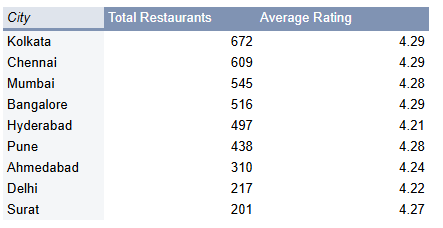 City Total Restaurants Average Rating
Kolkata 672 4.29
Chennai 609 4.29
Mumbai 545 4.28
Bangalore 516 4.29
Hyderabad 497 4.21
Pune 438 4.28
Ahmedabad 310 4.24
Delhi 217 4.22
Surat 201 4.27